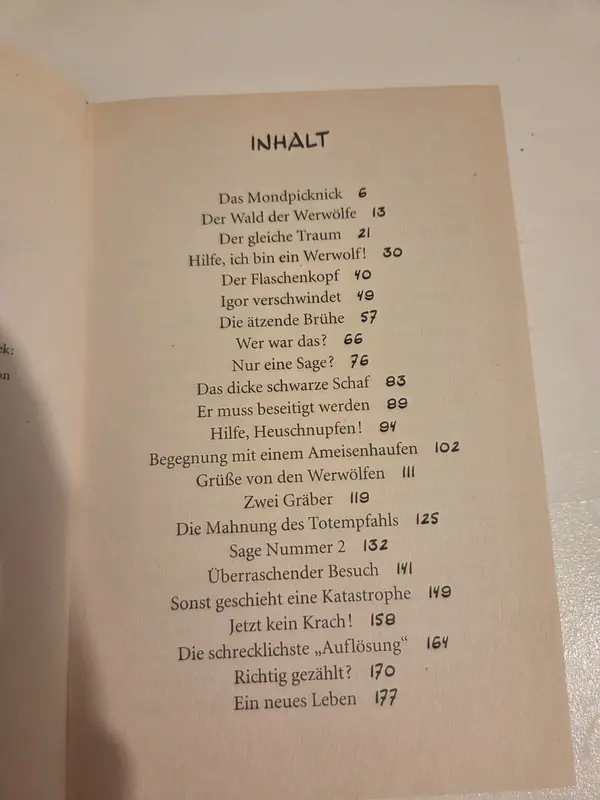 INHALT
Das Mondpicknick 6
Der Wald der Werwölfe 13
Der gleiche Traum 21
Hilfe, ich bin ein Werwolf! 30
Der Flaschenkopf 40
Igor verschwindet 49
Die ätzende Brühe 57
Wer war das? 66
Nur eine Sage? 76
Das dicke schwarze Schaf 83
Er muss beseitigt werden 89
Hilfe, Heuschnupfen! 94
Begegnung mit einem Ameisenhaufen 102
Grüße von den Werwölfen 111
Zwei Gräber 119
Die Mahnung des Totempfahls 125
Sage Nummer 2 132
Überraschender Besuch 141
Sonst geschieht eine Katastrophe 149
Jetzt kein Krach! 158
Die schrecklichste „Auflösung“ 164
Richtig gezählt? 170
Ein neues Leben 177